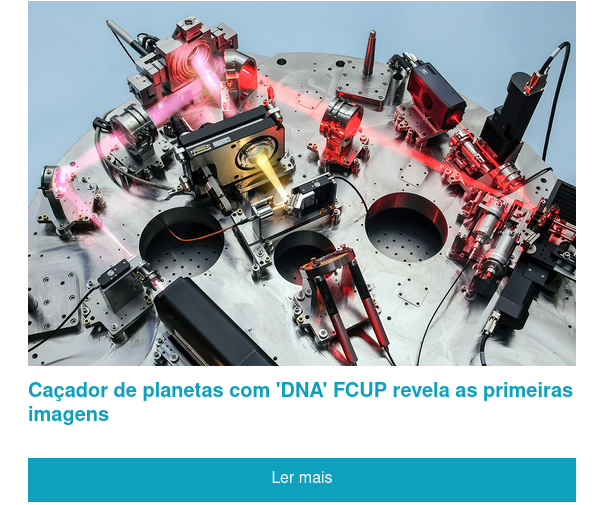 Caçador de planetas com 'DNA' FCUP revela as primeiras
imagens
Ler mais